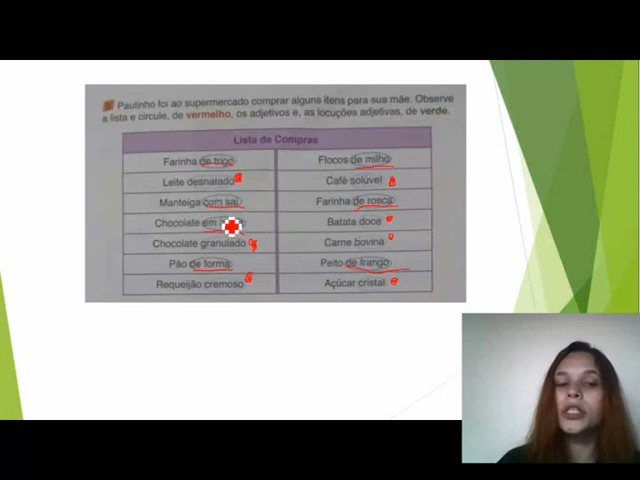 Paulinho foi ao supermercado comprar alguns itens para sua mãe. Observe
a lista e circule, de vermelho, os adjetivos e, as locuções adjetivas, de verde.
Lista de Compras
Farinha de trigo
Flocos de milho
Leite desnatado
Café solúvel
Manteiga com sal
Farinha de rosca
Chocolate em
Batata doce
Chocolate granulado
Carne bovina
Pão de forma
Peito de frango
Requeijão cremoso
Açúcar cristal